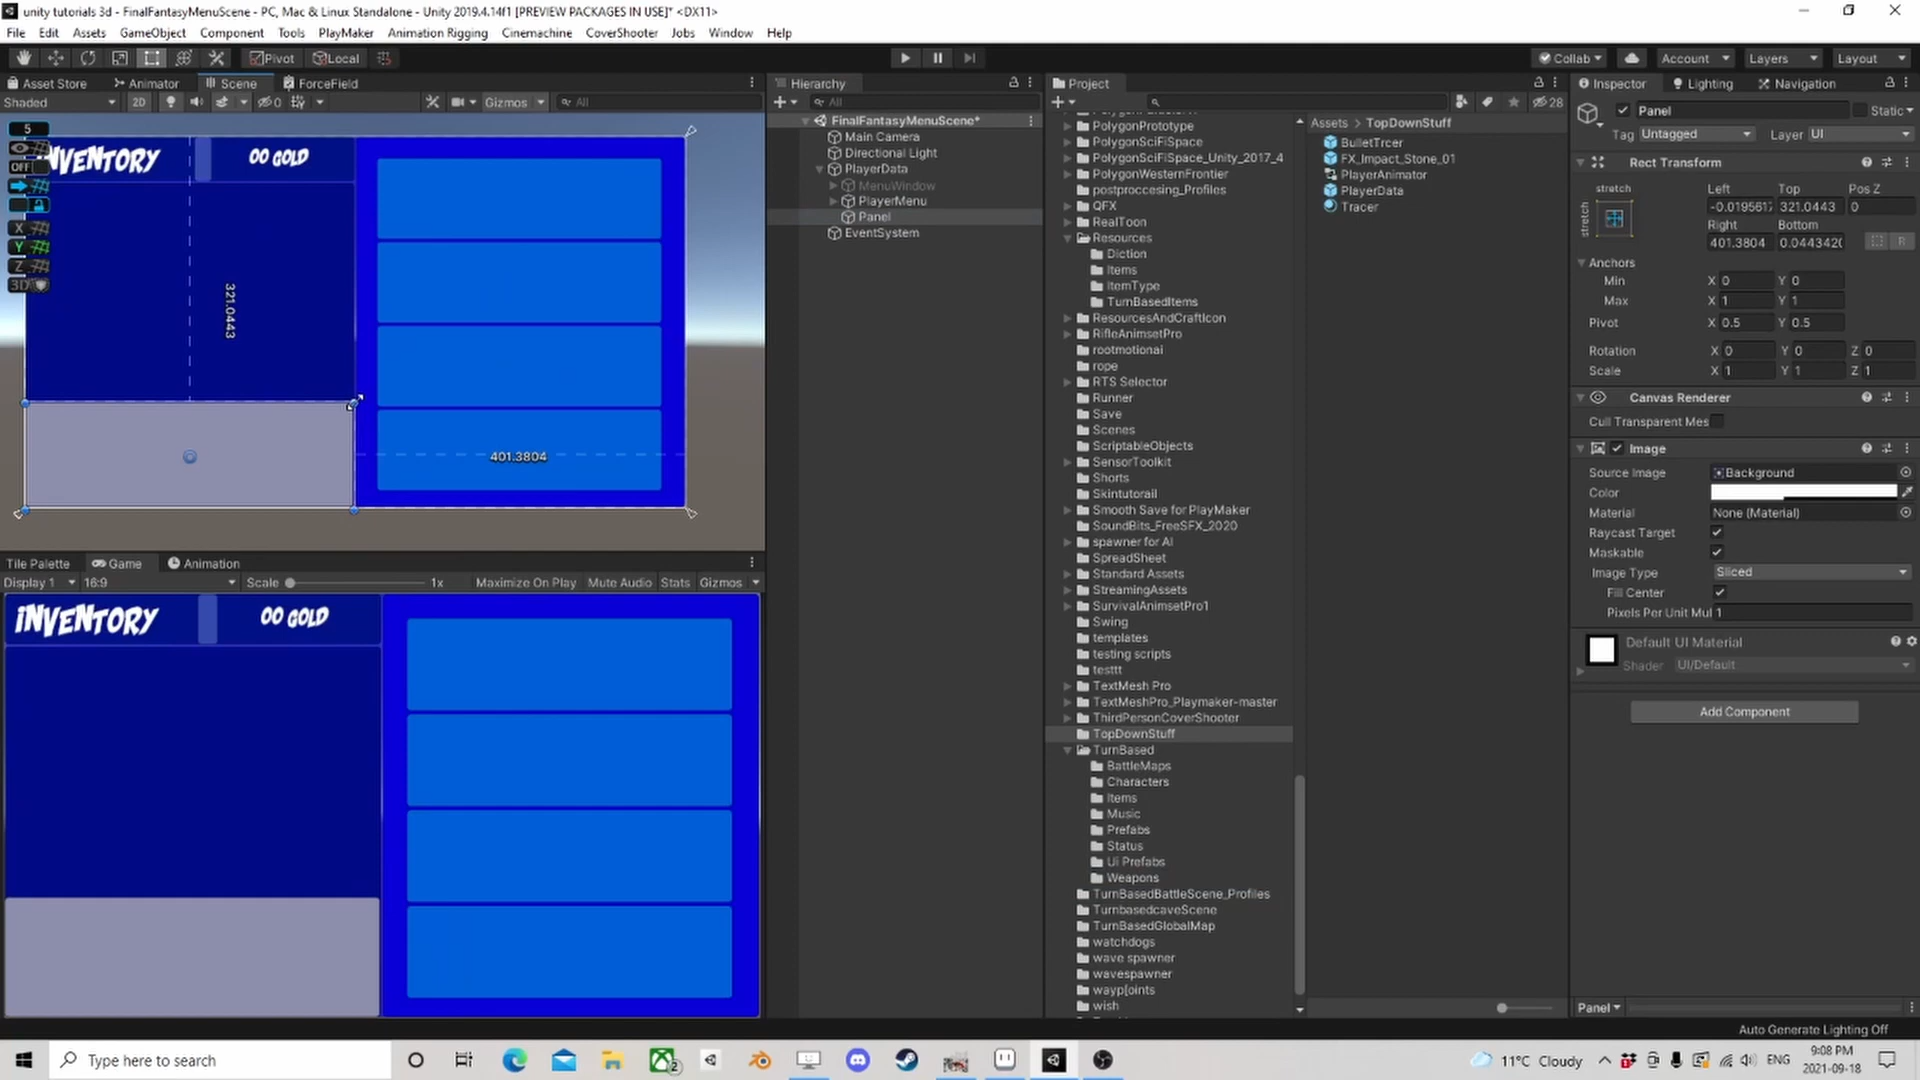 unity tutorials 3d - FinalFantasyMenuScene - PC, Mac & Linux Standalone - Unity 2019.4.14f1 [PREVIEW PACKAGES IN USE]* <DX11>
File Edit Assets GameObject Component Tools PlayMaker Animation Rigging Cinemachine CoverShooter Jobs Window Help
Pivot Local Collab Account Layers Layout
Asset Store Animator Scene ForceField
Shaded 2D 0 Gizmos All
5
OFF
X
Y
Z
3D
INVENTORY
00 GOLD
321.0443
401.3804
Tile Palette Game Animation
Display 1 16:9 Scale 1x Maximize On Play Mute Audio Stats Gizmos
INVENTORY
00 GOLD
Hierarchy
All
FinalFantasyMenuScene*
Main Camera
Directional Light
PlayerData
MenuWindow
PlayerMenu
Panel
EventSystem
Project
28
PolygonPrototype
PolygonSciFiSpace
PolygonSciFiSpace_Unity_2017_4
PolygonWesternFrontier
postproccesing_Profiles
QFX
RealToon
Resources
Diction
Items
ItemType
TurnBasedItems
ResourcesAndCraftIcon
RifleAnimsetPro
rootmotionai
rope
RTS Selector
Runner
Save
Scenes
ScriptableObjects
SensorToolkit
Shorts
Skintutorail
Smooth Save for PlayMaker
SoundBits_FreeSFX_2020
spawner for AI
SpreadSheet
Standard Assets
StreamingAssets
SurvivalAnimsetPro1
Swing
templates
testing scripts
testtt
TextMesh Pro
TextMeshPro_Playmaker-master
ThirdPersonCoverShooter
TopDownStuff
TurnBased
BattleMaps
Characters
Items
Music
Prefabs
Status
Ui Prefabs
Weapons
TurnBasedBattleScene_Profiles
TurnbasedcaveScene
TurnBasedGlobalMap
watchdogs
wave spawner
wavespawner
wayp[oints
wish
Assets > TopDownStuff
BulletTrcer
FX_Impact_Stone_01
PlayerAnimator
PlayerData
Tracer
Inspector Lighting Navigation
Panel Static
Tag Untagged Layer UI
Rect Transform
stretch Left Top Pos Z
stretch -0.019561 321.0443 0
Right Bottom
401.3804 0.0443420 R
Anchors
Min X 0 Y 0
Max X 1 Y 1
Pivot X 0.5 Y 0.5
Rotation X 0 Y 0 Z 0
Scale X 1 Y 1 Z 1
Canvas Renderer
Cull Transparent Mes
Image
Source Image Background
Color
Material None (Material)
Raycast Target
Maskable
Image Type Sliced
Fill Center
Pixels Per Unit Mul 1
Default UI Material
Shader UI/Default
Add Component
Panel
Auto Generate Lighting Off
Type here to search
2
11°C Cloudy
ENG
9:08 PM
2021-09-18